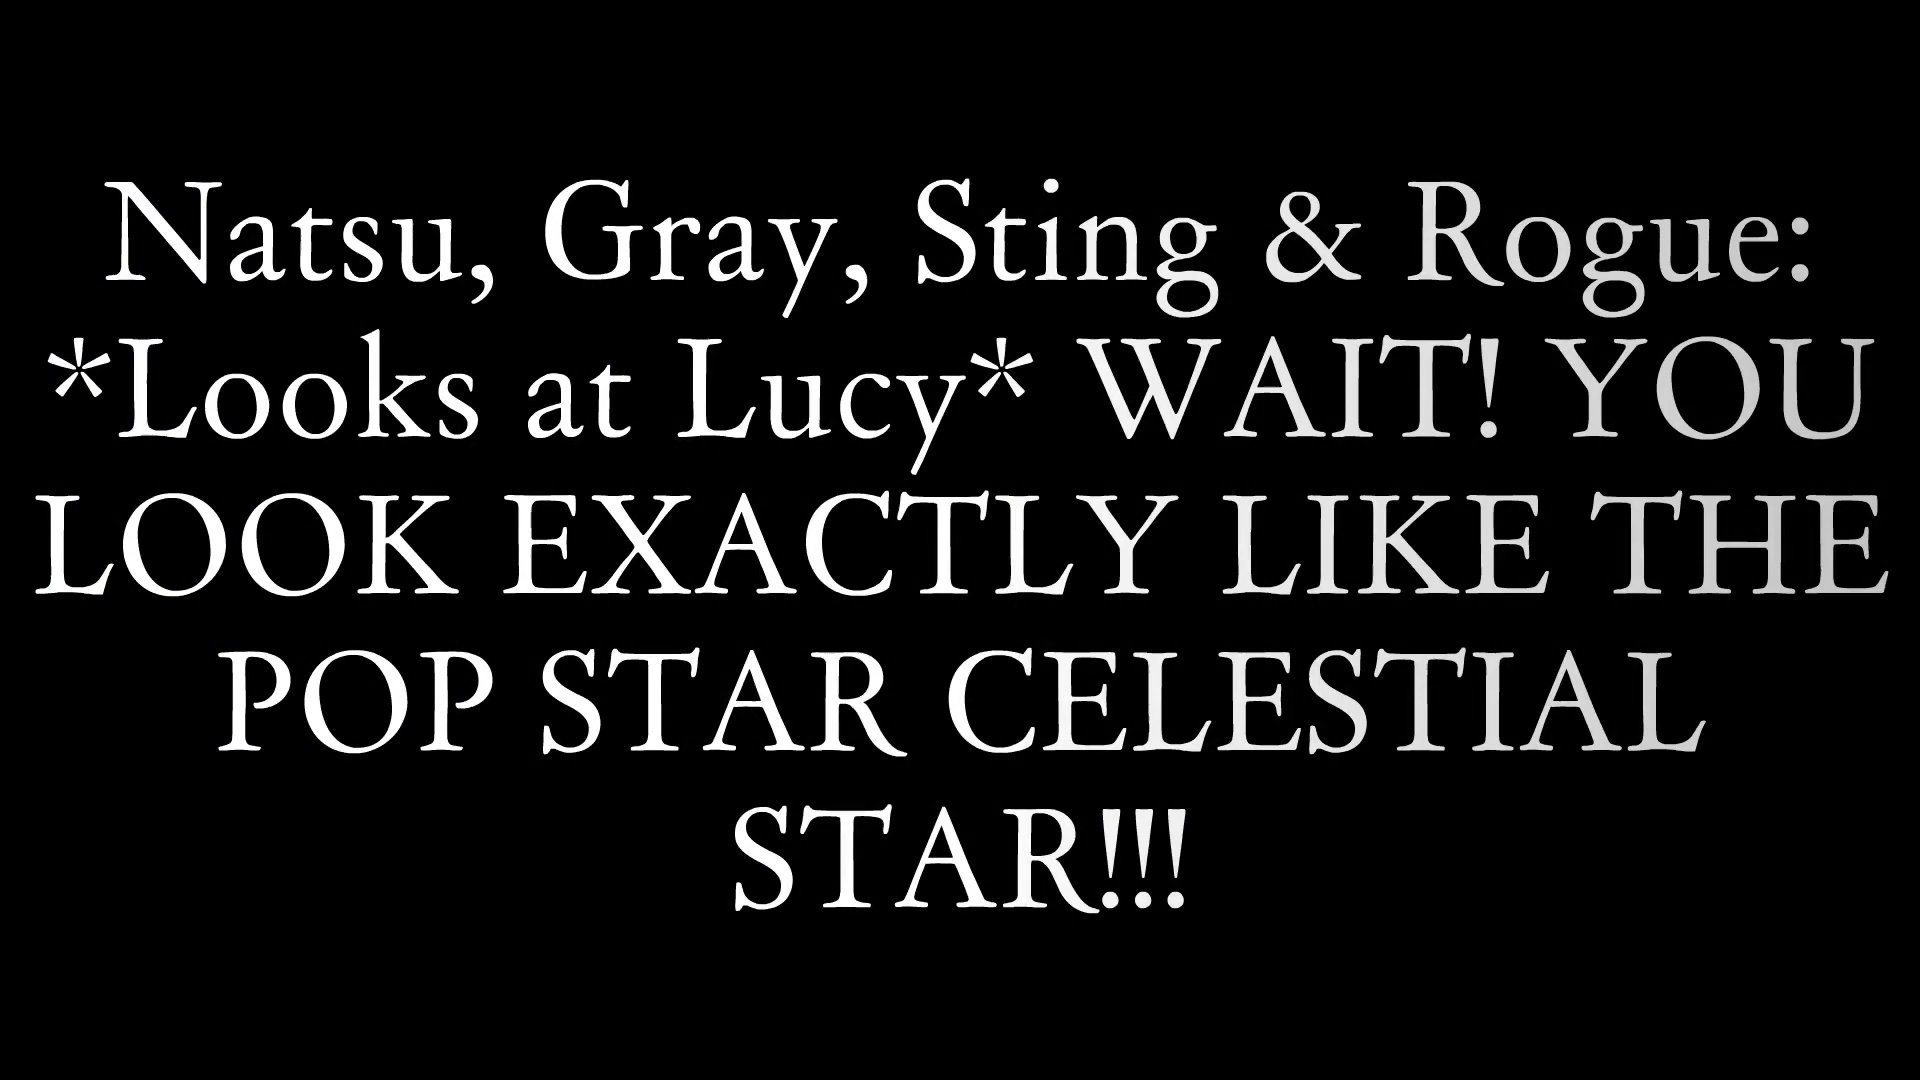 Natsu, Gray, Sting & Rogue:
*Looks at Lucy* WAIT! YOU
LOOK EXACTLY LIKE THE
POP STAR CELESTIAL
STAR!!!